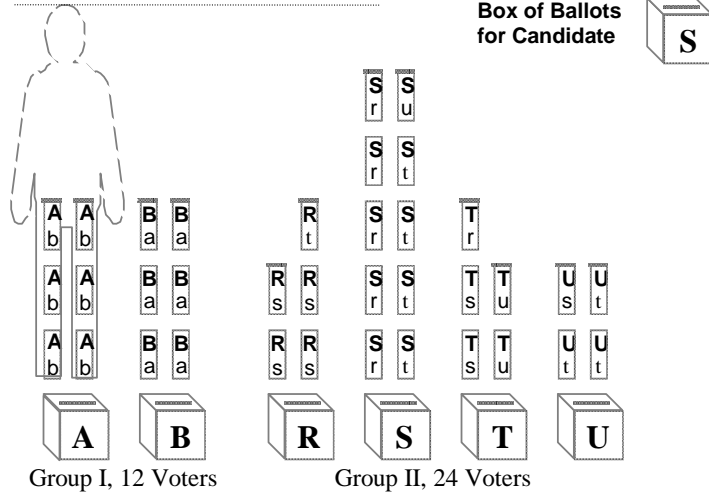 Box of Ballots
for Candidate
S
S S
r u
S S
r t
A A B B R S S T
b b a a t r t r
A A B B R R S S T T U U
b b a a s s r t s u s t
A A B B R R S S T T U U
b b a a s s r t s u t t
A B R S T U
Group I, 12 Voters
Group II, 24 Voters